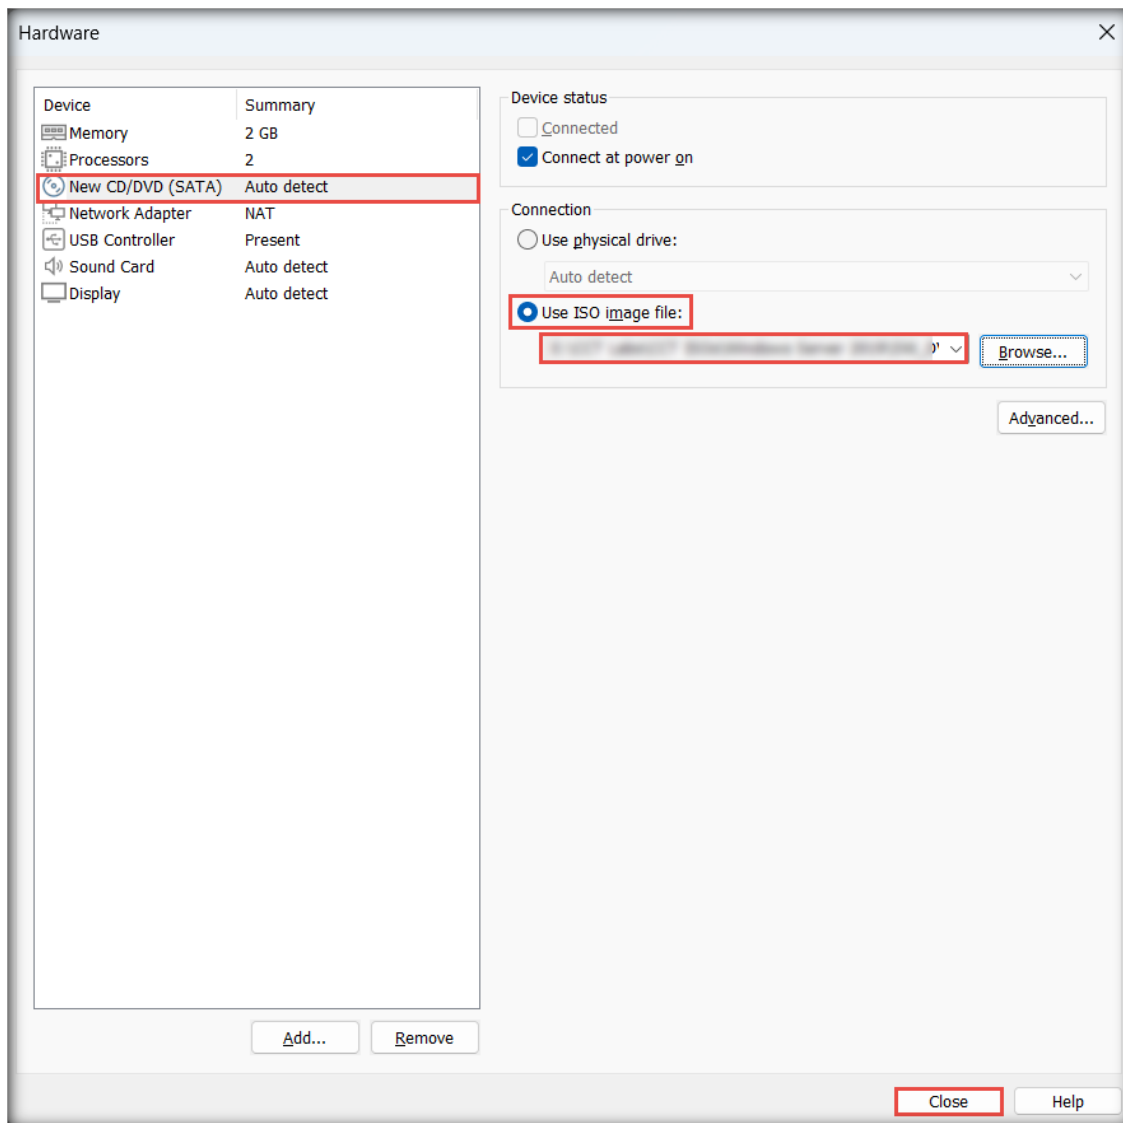 Hardware
Device Summary
Memory 2 GB
Processors 2
New CD/DVD (SATA) Auto detect
Network Adapter NAT
USB Controller Present
Sound Card Auto detect
Display Auto detect
Add... Remove
Device status
Connected
Connect at power on
Connection
Use physical drive:
Auto detect
Use ISO image file:
Browse...
Advanced...
Close Help